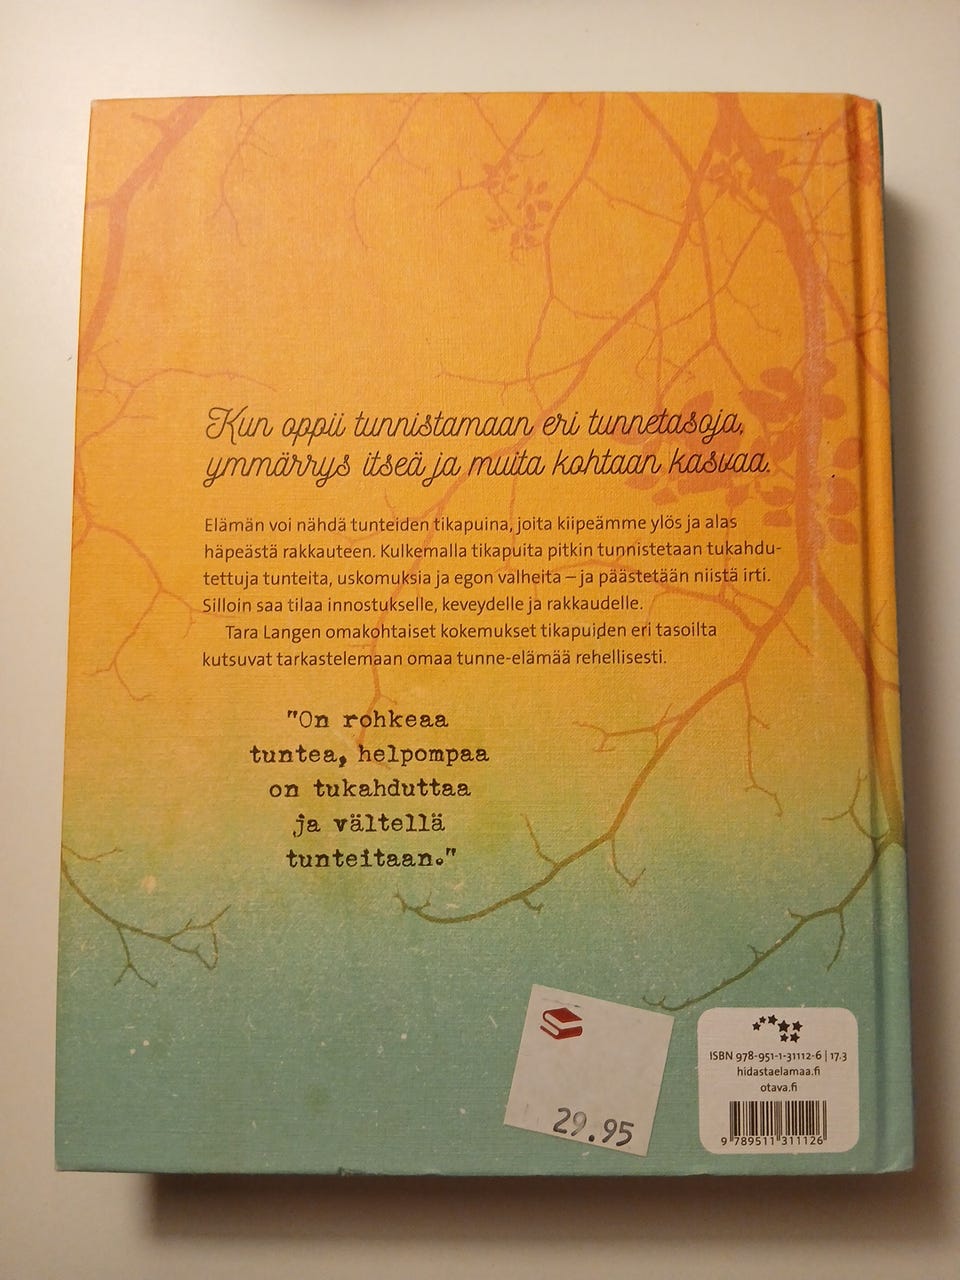 Kun oppii tunnistamaan eri tunnetasoja,
ymmärrys itseä ja muita kohtaan kasvaa.
Elämän voi nähdä tunteiden tikapuina, joita kiipeämme ylös ja alas
häpeästä rakkauteen. Kulkemalla tikapuita pitkin tunnistetaan tukahdu-
tettuja tunteita, uskomuksia ja egon valheita – ja päästetään niistä irti.
Silloin saa tilaa innostukselle, keveydelle ja rakkaudelle.
Tara Langen omakohtaiset kokemukset tikapuiden eri tasoilta
kutsuvat tarkastelemaan omaa tunne-elämää rehellisesti.
"On rohkeaa
tuntea, helpompaa
on tukahduttaa
ja vältellä
tunteitaan."
29.95
ISBN 978-951-1-31112-6 | 17.3
hidastaelamaa.fi
otava.fi
9 789511 311126